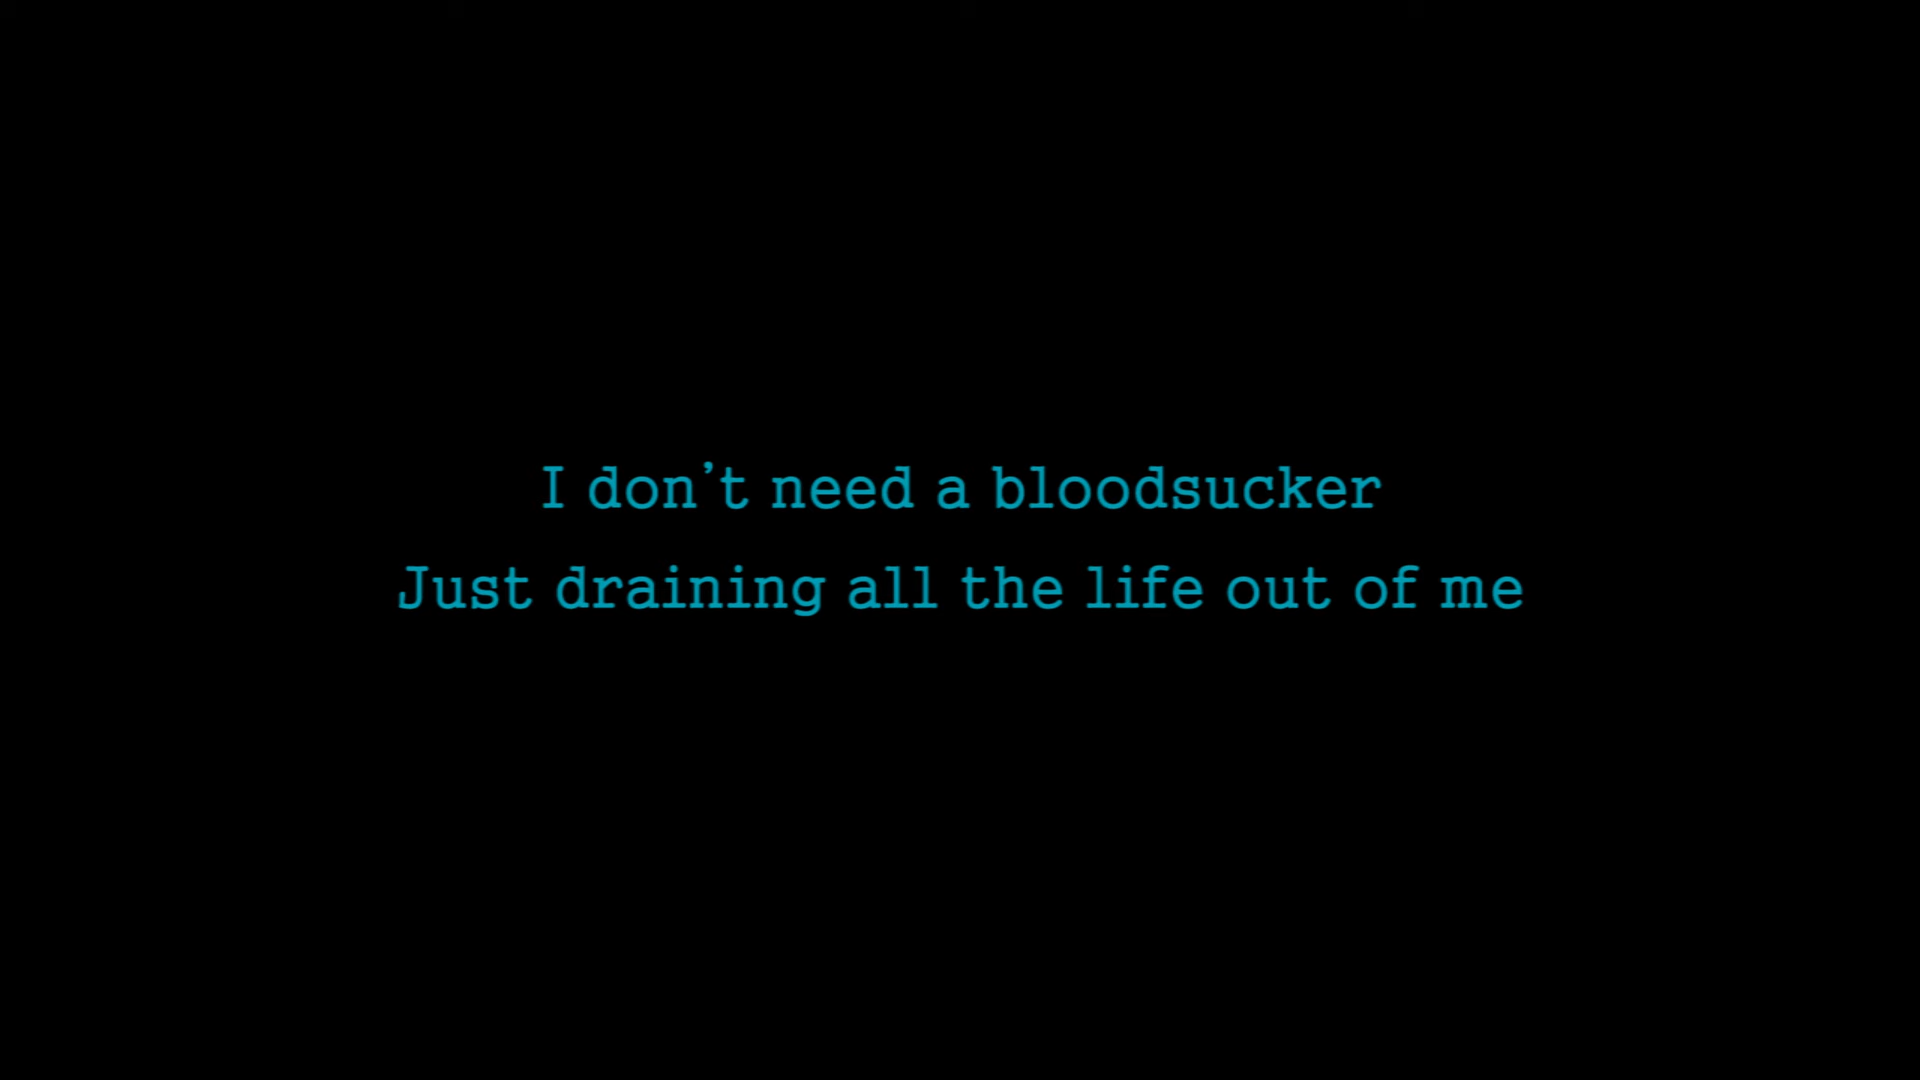 I don’t need a bloodsucker
Just draining all the life out of me